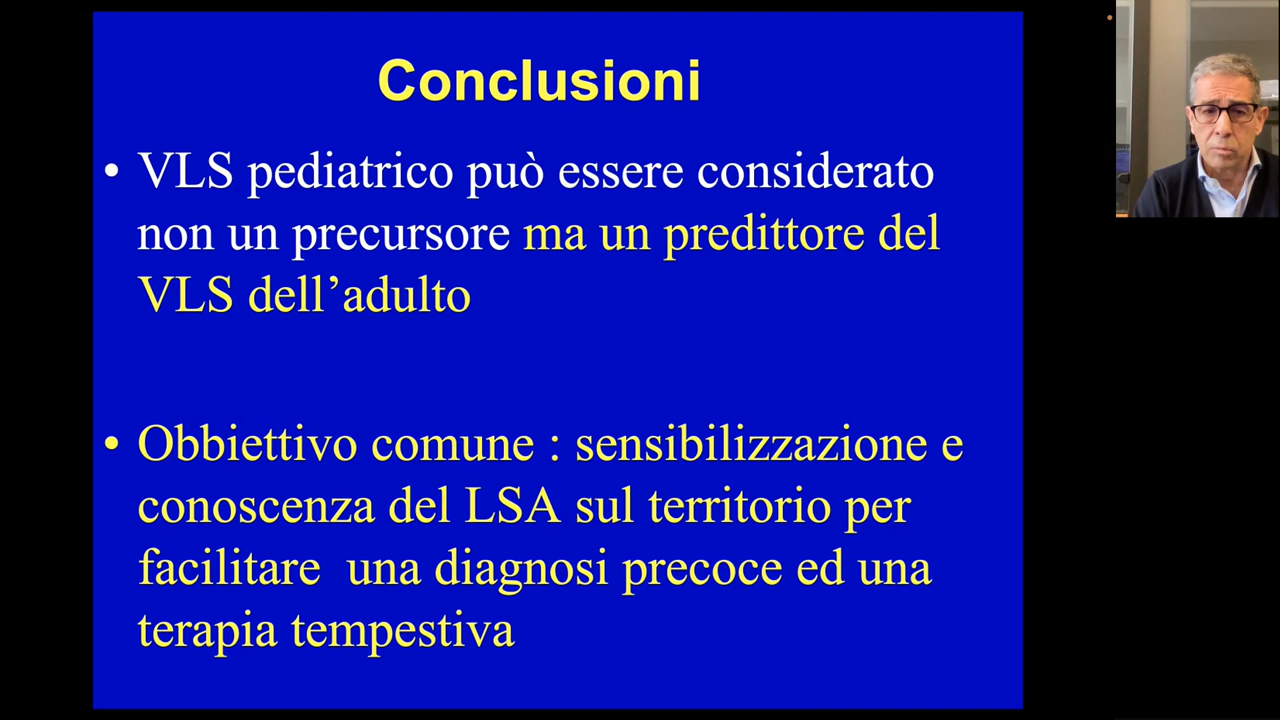 Conclusioni
• VLS pediatrico può essere considerato
non un precursore ma un predittore del
VLS dell’adulto
• Obbiettivo comune : sensibilizzazione e
conoscenza del LSA sul territorio per
facilitare  una diagnosi precoce ed una
terapia tempestiva